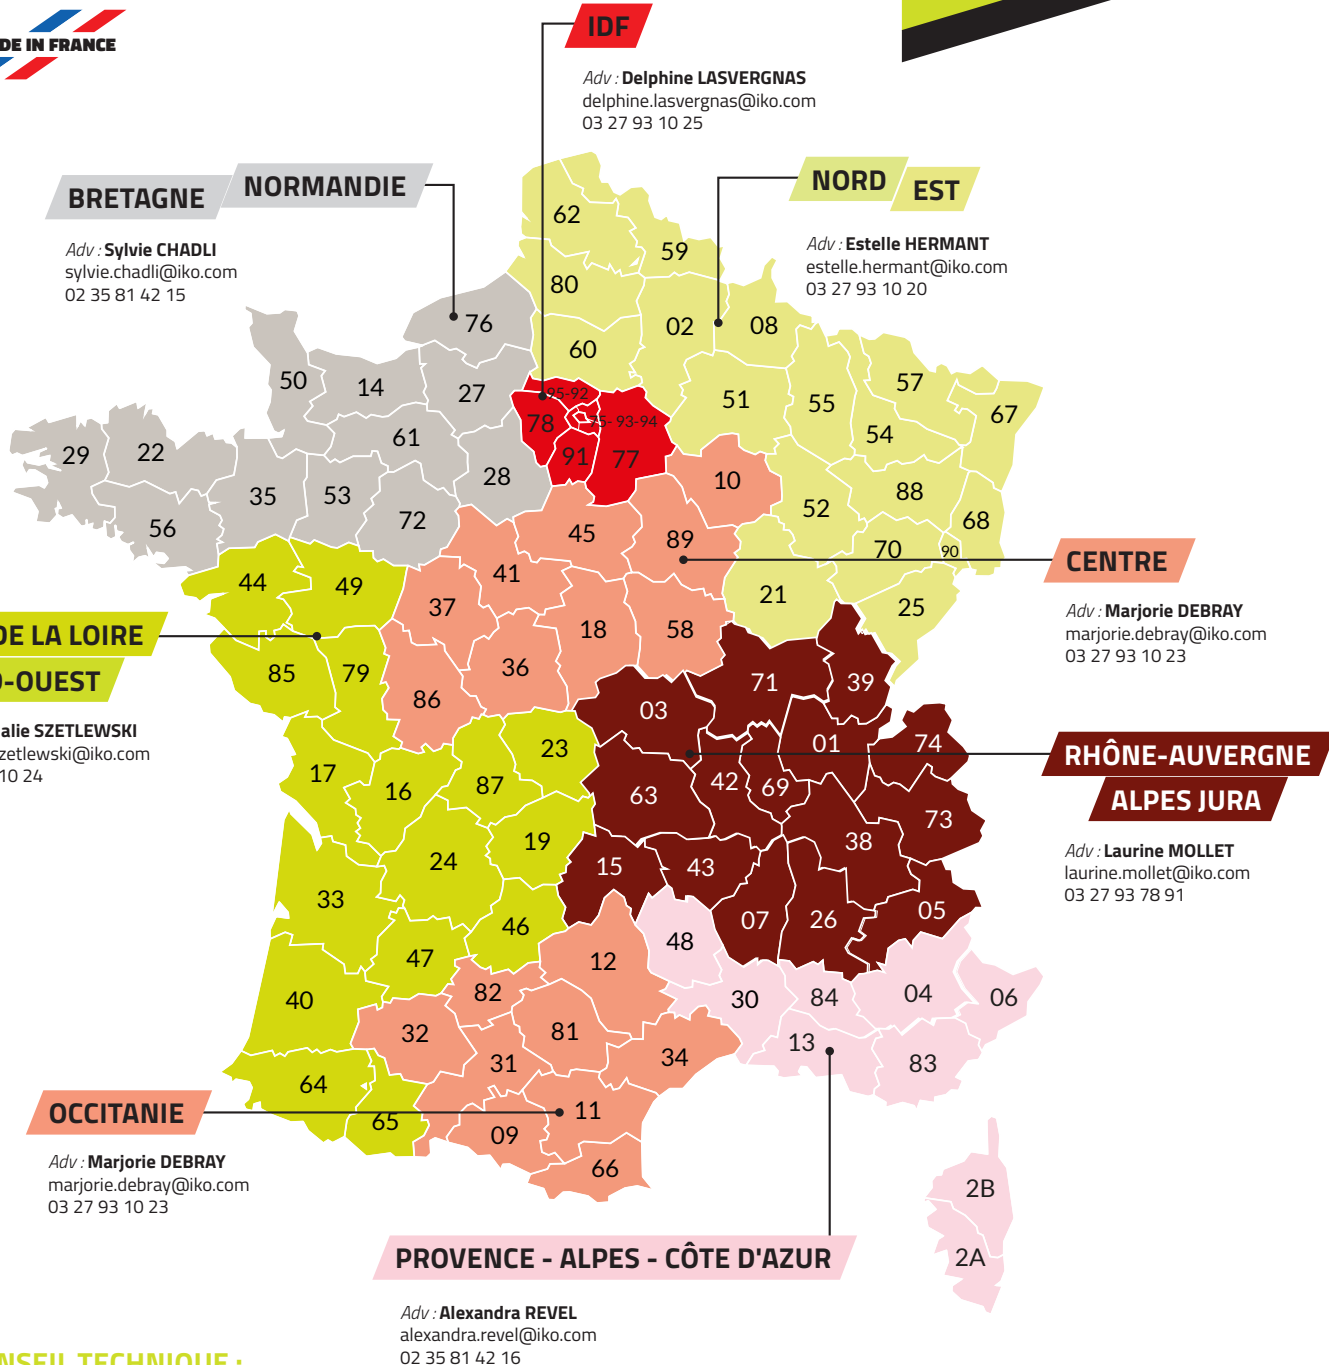 DE IN FRANCE
IDF
Adv : Delphine LASVERGNAS
delphine.lasvergnas@iko.com
03 27 93 10 25
BRETAGNE
NORMANDIE
Adv : Sylvie CHADLI
sylvie.chadli@iko.com
02 35 81 42 15
NORD
EST
Adv : Estelle HERMANT
estelle.hermant@iko.com
03 27 93 10 20
62
59
80
76
02
08
60
50
14
27
95-92
78
75- 93-94
51
55
57
67
54
61
91
77
29
22
28
10
88
35
53
52
68
56
72
45
89
70
90
CENTRE
Adv : Marjorie DEBRAY
marjorie.debray@iko.com
03 27 93 10 23
44
49
41
37
21
25
18
58
DE LA LOIRE
-OUEST
alie SZETLEWSKI
zetlewski@iko.com
10 24
85
79
36
86
71
39
03
23
01
74
RHÔNE-AUVERGNE
ALPES JURA
Adv : Laurine MOLLET
laurine.mollet@iko.com
03 27 93 78 91
17
16
87
63
42
69
73
19
38
24
15
43
33
05
46
07
26
48
47
12
40
82
30
84
04
06
32
81
13
31
34
83
64
65
11
09
66
OCCITANIE
Adv : Marjorie DEBRAY
marjorie.debray@iko.com
03 27 93 10 23
2B
2A
PROVENCE - ALPES - CÔTE D'AZUR
Adv : Alexandra REVEL
alexandra.revel@iko.com
02 35 81 42 16
NSEIL TECHNIQUE :